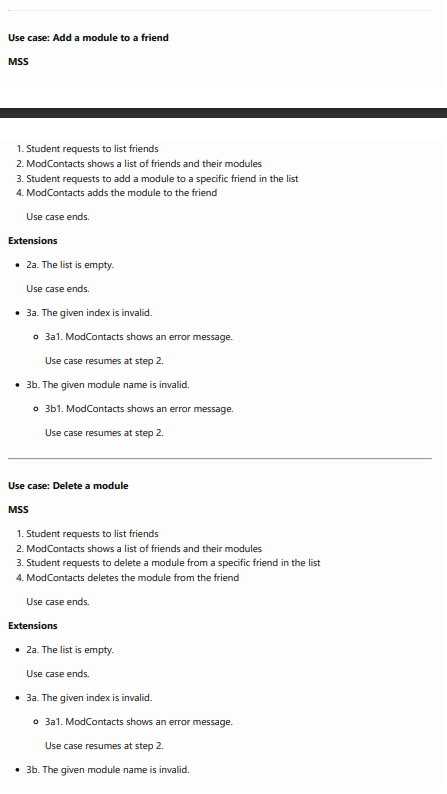 Use case: Add a module to a friend
MSS
1. Student requests to list friends
2. ModContacts shows a list of friends and their modules
3. Student requests to add a module to a specific friend in the list
4. ModContacts adds the module to the friend
Use case ends.
Extensions
• 2a. The list is empty.
Use case ends.
• 3a. The given index is invalid.
○ 3a1. ModContacts shows an error message.
Use case resumes at step 2.
• 3b. The given module name is invalid.
○ 3b1. ModContacts shows an error message.
Use case resumes at step 2.
Use case: Delete a module
MSS
1. Student requests to list friends
2. ModContacts shows a list of friends and their modules
3. Student requests to delete a module from a specific friend in the list
4. ModContacts deletes the module from the friend
Use case ends.
Extensions
• 2a. The list is empty.
Use case ends.
• 3a. The given index is invalid.
○ 3a1. ModContacts shows an error message.
Use case resumes at step 2.
• 3b. The given module name is invalid.